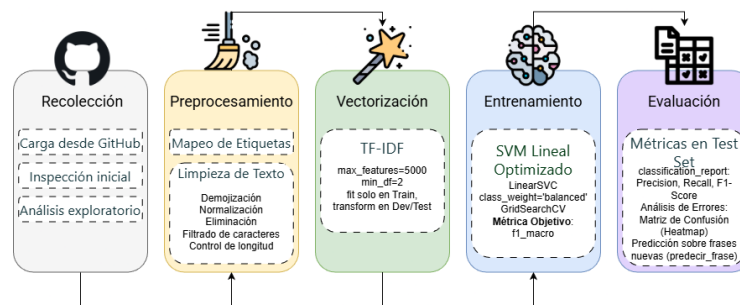 Recolección
Carga desde GitHub
Inspección inicial
Análisis exploratorio
Preprocesamiento
Mapeo de Etiquetas
Limpieza de Texto
Demojización
Normalización
Eliminación
Filtrado de caracteres
Control de longitud
Vectorización
TF-IDF
max_features=5000
min_df=2
fit solo en Train,
transform en Dev/Test
Entrenamiento
SVM Lineal
Optimizado
LinearSVC
class_weight='balanced'
GridSearchCV
Métrica Objetivo:
f1_macro
Evaluación
Métricas en Test
Set
classification_report:
Precision, Recall, F1-
Score
Análisis de Errores:
Matriz de Confusión
(Heatmap)
Predicción sobre frases
nuevas (predecir_frase)